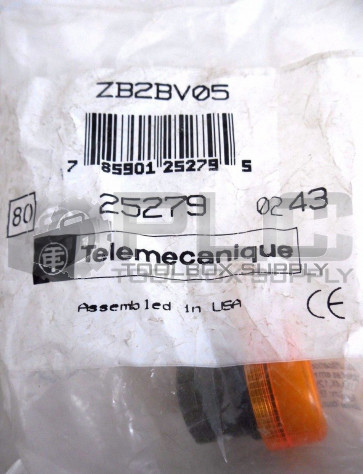 ZB2BV05
7 85901 25279 5
80 25279 0243
Telemecanique
PLC
TOOLBOX SUPPLY
Assembled in USA CE